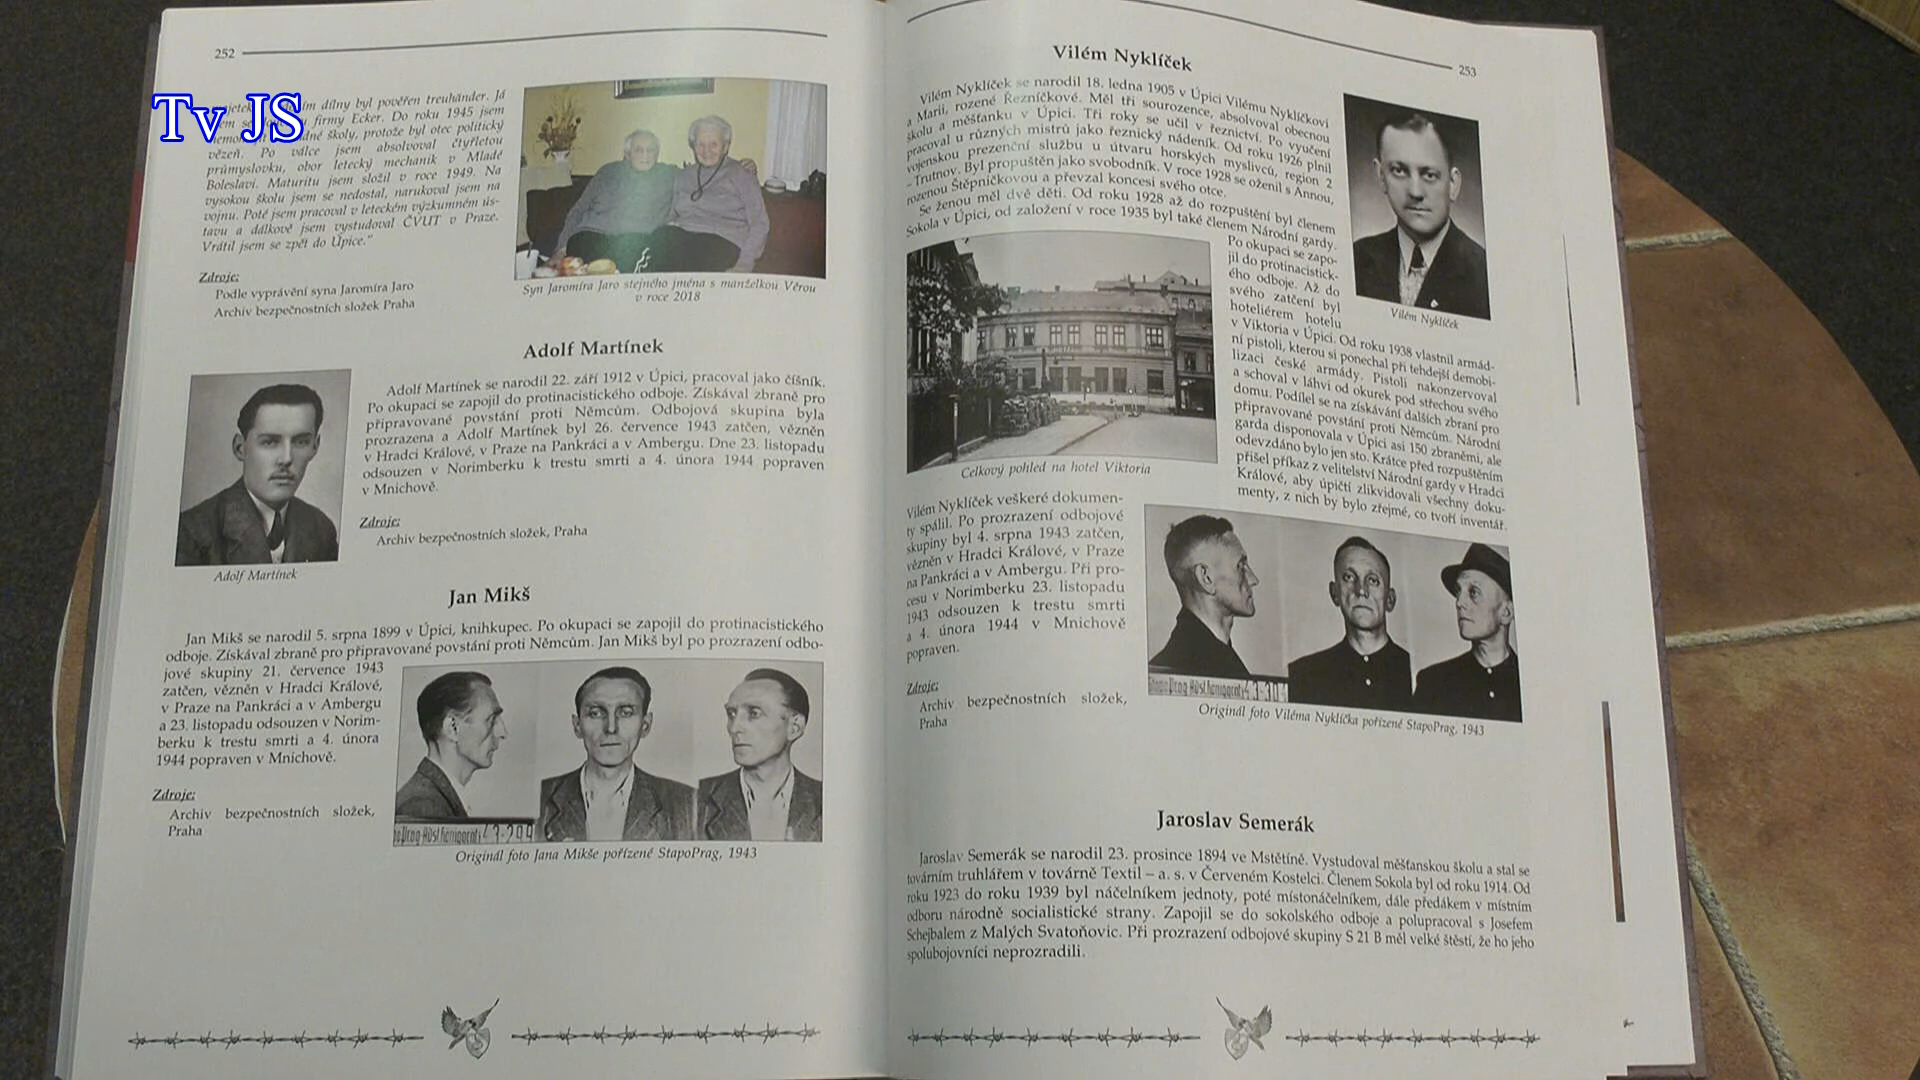 252
Tv JS
dílny byl pověřen treuhänder. Já
firmy Ecker. Do roku 1945 jsem
školy, protože byl otec politický
vězeň. Po válce jsem absolvoval čtyřletou
průmyslovku, obor letecký mechanik v Mladé
Boleslavi. Maturitu jsem složil v roce 1949. Na
vysokou školu jsem se nedostal, narukoval jsem na
vojnu. Poté jsem pracoval v leteckém výzkumném ús-
tavu a dálkově jsem vystudoval ČVUT v Praze.
Vrátil jsem se zpět do Úpice."
Zdroje:
Podle vyprávění syna Jaromíra Jaro
Archiv bezpečnostních složek Praha
Syn Jaromíra Jaro stejného jména s manželkou Věrou
v roce 2018
Adolf Martínek
Adolf Martínek se narodil 22. září 1912 v Úpici, pracoval jako číšník.
Po okupaci se zapojil do protinacistického odboje. Získával zbraně pro
připravované povstání proti Němcům. Odbojová skupina byla
prozrazena a Adolf Martínek byl 26. července 1943 zatčen, vězněn
v Hradci Králové, v Praze na Pankráci a v Ambergu. Dne 23. listopadu
odsouzen v Norimberku k trestu smrti a 4. února 1944 popraven
v Mnichově.
Zdroje:
Archiv bezpečnostních složek, Praha
Adolf Martínek
Jan Mikš
Jan Mikš se narodil 5. srpna 1899 v Úpici, knihkupec. Po okupaci se zapojil do protinacistického
odboje. Získával zbraně pro připravované povstání proti Němcům. Jan Mikš byl po prozrazení odbo-
jové skupiny 21. července 1943
zatčen, vězněn v Hradci Králové,
v Praze na Pankráci a v Ambergu
a 23. listopadu odsouzen v Norim-
berku k trestu smrti a 4. února
1944 popraven v Mnichově.
Zdroje:
Archiv bezpečnostních složek,
Praha
Originál foto Jana Mikše pořízené StapoPrag, 1943
253
Vilém Nyklíček
Vilém Nyklíček se narodil 18. ledna 1905 v Úpici Vilému Nyklíčkovi
a Marii, rozené Řezníčkové. Měl tři sourozence, absolvoval obecnou
školu a měšťanku v Úpici. Tři roky se učil v řeznictví. Po vyučení
pracoval u různých mistrů jako řeznický nádeník. Od roku 1926 plnil
vojenskou prezenční službu u útvaru horských myslivců, region 2
– Trutnov. Byl propuštěn jako svobodník. V roce 1928 se oženil s Annou,
rozenou Štěpničkovou a převzal koncesi svého otce.
Se ženou měl dvě děti. Od roku 1928 až do rozpuštění byl členem
Sokola v Úpici, od založení v roce 1935 byl také členem Národní gardy.
Po okupaci se zapo-
jil do protinacistick-
ého odboje. Až do
svého zatčení byl
hoteliérem hotelu
v Viktoria v Úpici. Od roku 1938 vlastnil armád-
ní pistoli, kterou si ponechal při tehdejší demobi-
lizaci české armády. Pistoli nakonzervoval
a schoval v láhvi od okurek pod střechou svého
domu. Podílel se na získávání dalších zbraní pro
připravované povstání proti Němcům. Národní
garda disponovala v Úpici asi 150 zbraněmi, ale
odevzdáno bylo jen sto. Krátce před rozpuštěním
přišel příkaz z velitelství Národní gardy v Hradci
Králové, aby úpičtí zlikvidovali všechny doku-
menty, z nich by bylo zřejmé, co tvoří inventář.
Vilém Nyklíček
Celkový pohled na hotel Viktoria
Vilém Nyklíček veškeré dokumen-
ty spálil. Po prozrazení odbojové
skupiny byl 4. srpna 1943 zatčen,
vězněn v Hradci Králové, v Praze
na Pankráci a v Ambergu. Při pro-
cesu v Norimberku 23. listopadu
1943 odsouzen k trestu smrti
a 4. února 1944 v Mnichově
popraven.
Zdroje:
Archiv bezpečnostních složek,
Praha
Originál foto Viléma Nyklíčka pořízené StapoPrag, 1943
Jaroslav Semerák
Jaroslav Semerák se narodil 23. prosince 1894 ve Mstětíně. Vystudoval měšťanskou školu a stal se
továrním truhlářem v továrně Textil – a. s. v Červeném Kostelci. Členem Sokola byl od roku 1914. Od
roku 1923 do roku 1939 byl náčelníkem jednoty, poté místonáčelníkem, dále předákem v místním
odboru národně socialistické strany. Zapojil se do sokolského odboje a polupracoval s Josefem
Schejbalem z Malých Svatoňovic. Při prozrazení odbojové skupiny S 21 B měl velké štěstí, že ho jeho
spolubojovníci neprozradili.